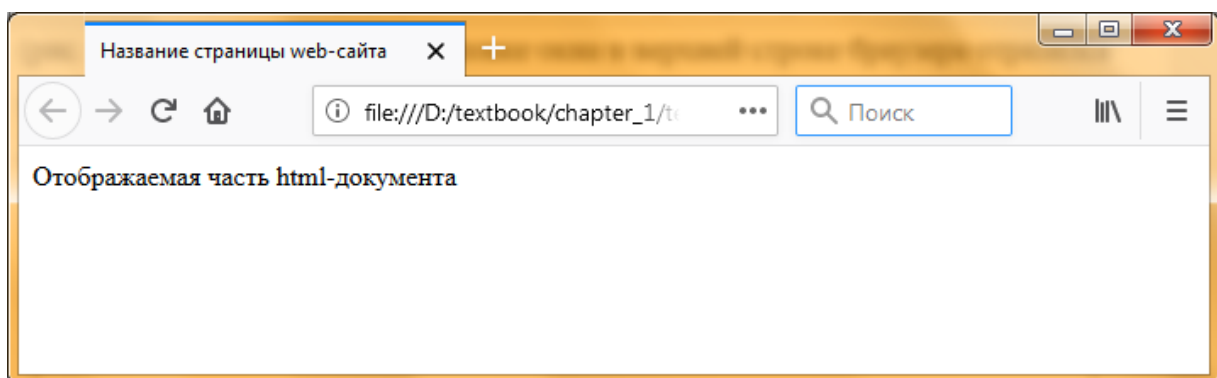 Название страницы web-сайта
file:///D:/textbook/chapter_1/
Поиск
Отображаемая часть html-документа